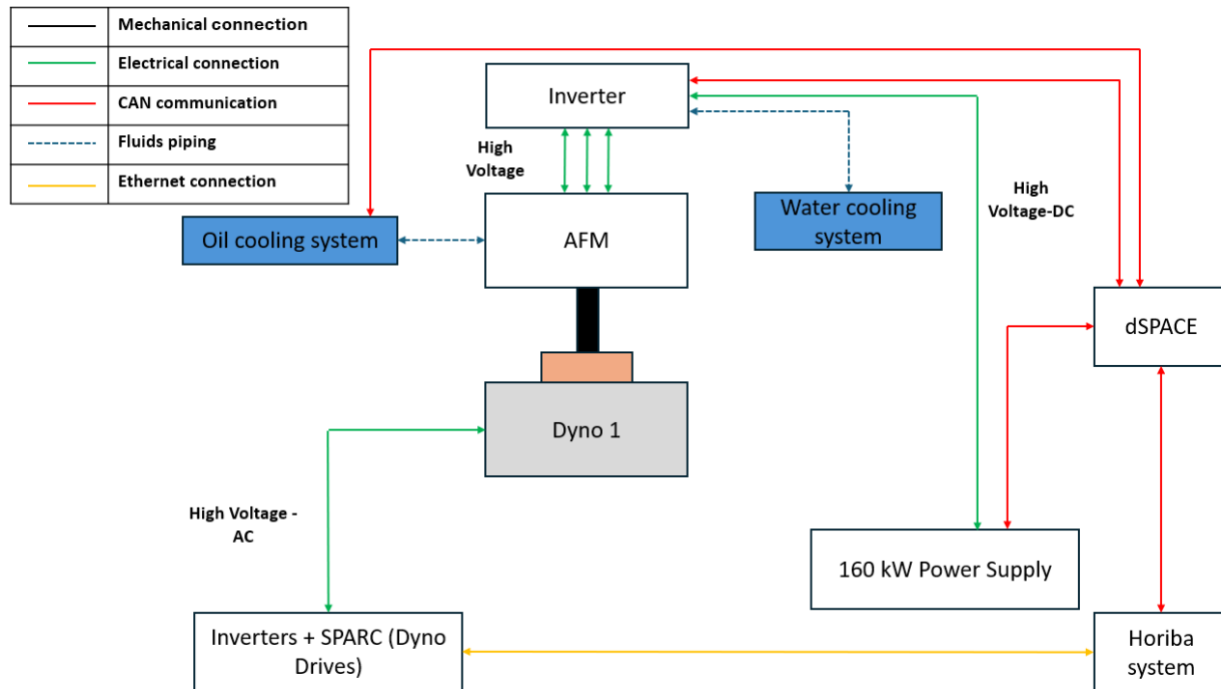 Mechanical connection
Electrical connection
CAN communication
Fluids piping
Ethernet connection
Inverter
High
Voltage
High
Voltage-DC
Oil cooling system
AFM
Water cooling
system
dSPACE
Dyno 1
High Voltage -
AC
160 kW Power Supply
Inverters + SPARC (Dyno
Drives)
Horiba
system